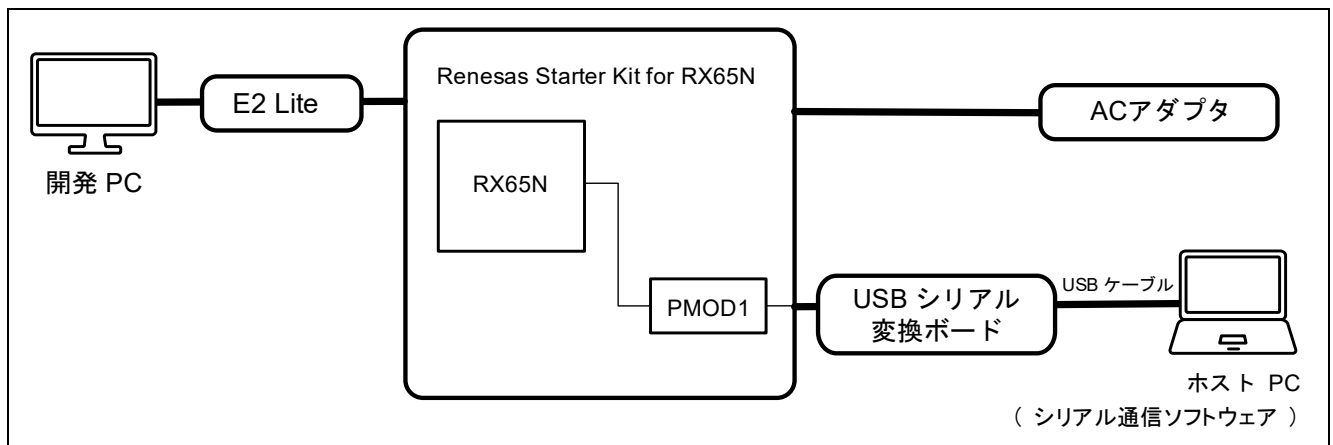 開発 PC
E2 Lite
Renesas Starter Kit for RX65N
RX65N
PMOD1
ACアダプタ
USB シリアル
変換ボード
USB ケーブル
ホスト PC
( シリアル通信ソフトウェア )